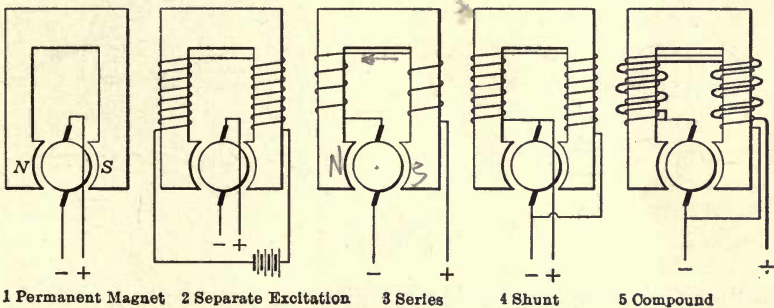 N S
N S
- +
- +
- +
- +
- +
1 Permanent Magnet 2 Separate Excitation 3 Series 4 Shunt 5 Compound